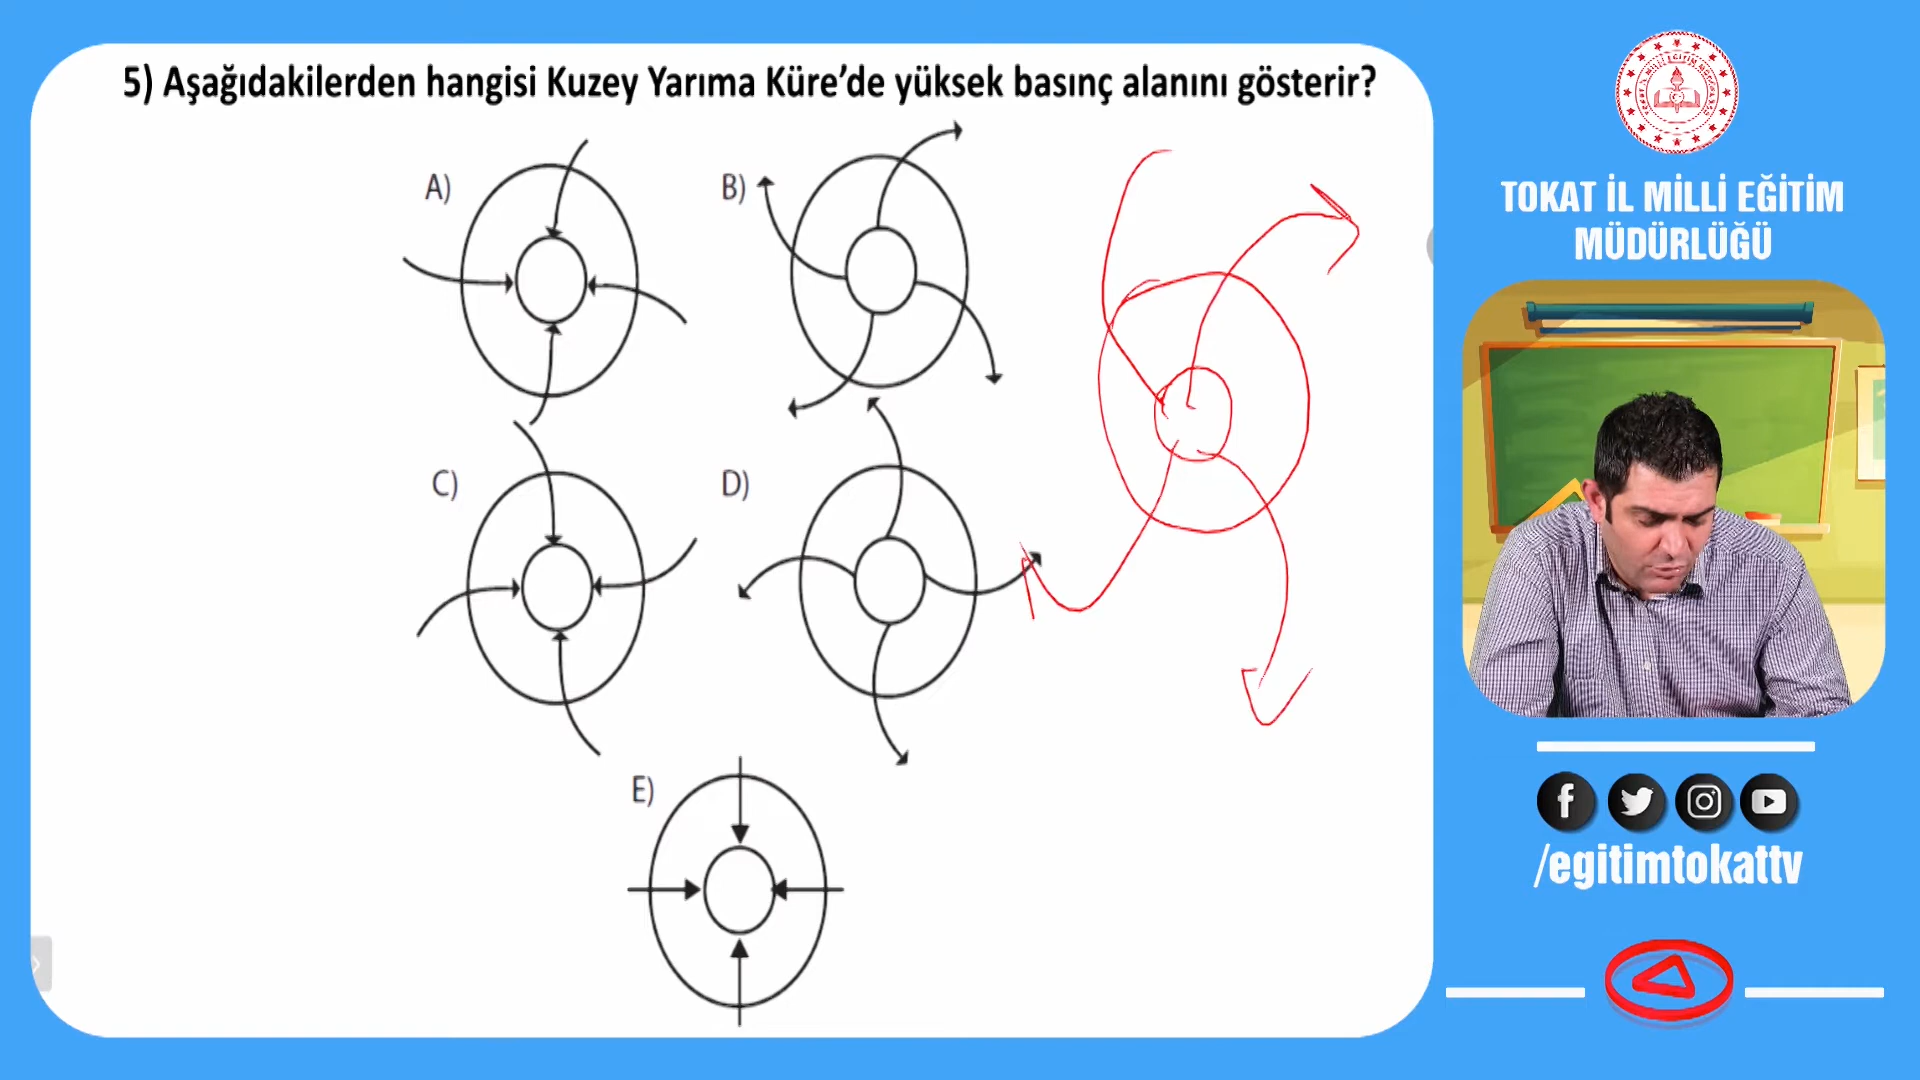 5) Aşağıdakilerden hangisi Kuzey Yarıma Küre’de yüksek basınç alanını gösterir?
A)
B)
C)
D)
E)
TOKAT İL MİLLİ EĞİTİM
MÜDÜRLÜĞÜ
/egitimtokattv